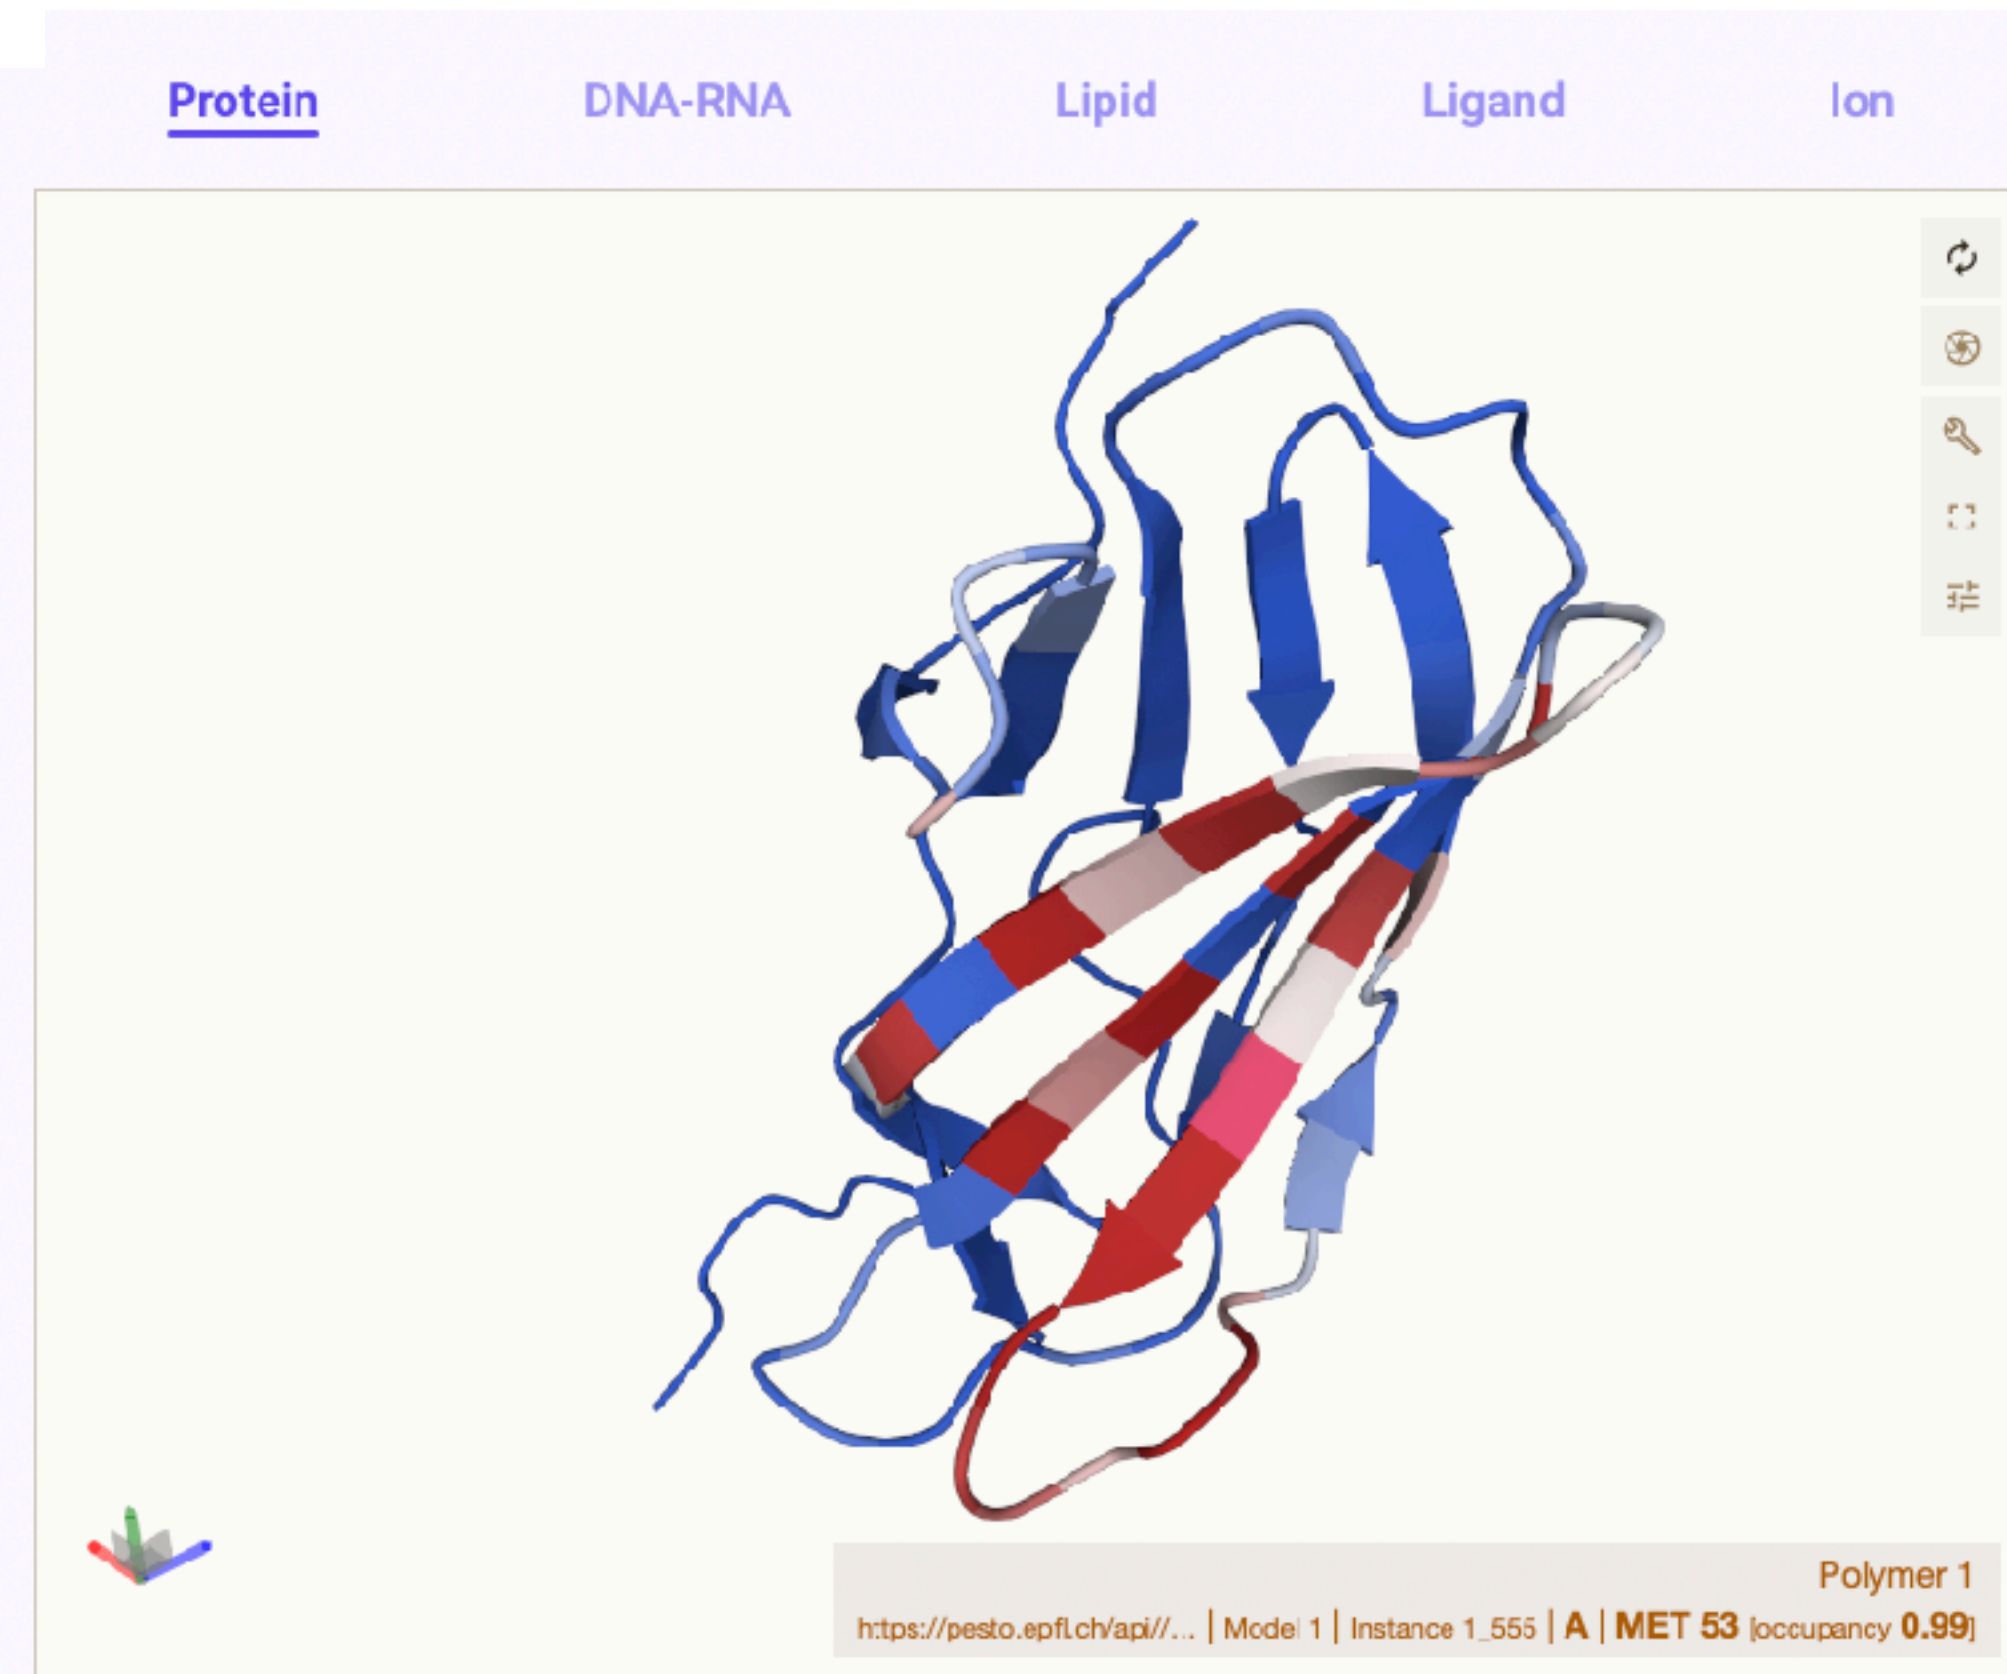 Protein DNA-RNA Lipid Ligand Ion
Polymer 1
https://pesto.epfl.ch/api//... | Model 1 | Instance 1_555 | A | MET 53 [occupancy 0.99]